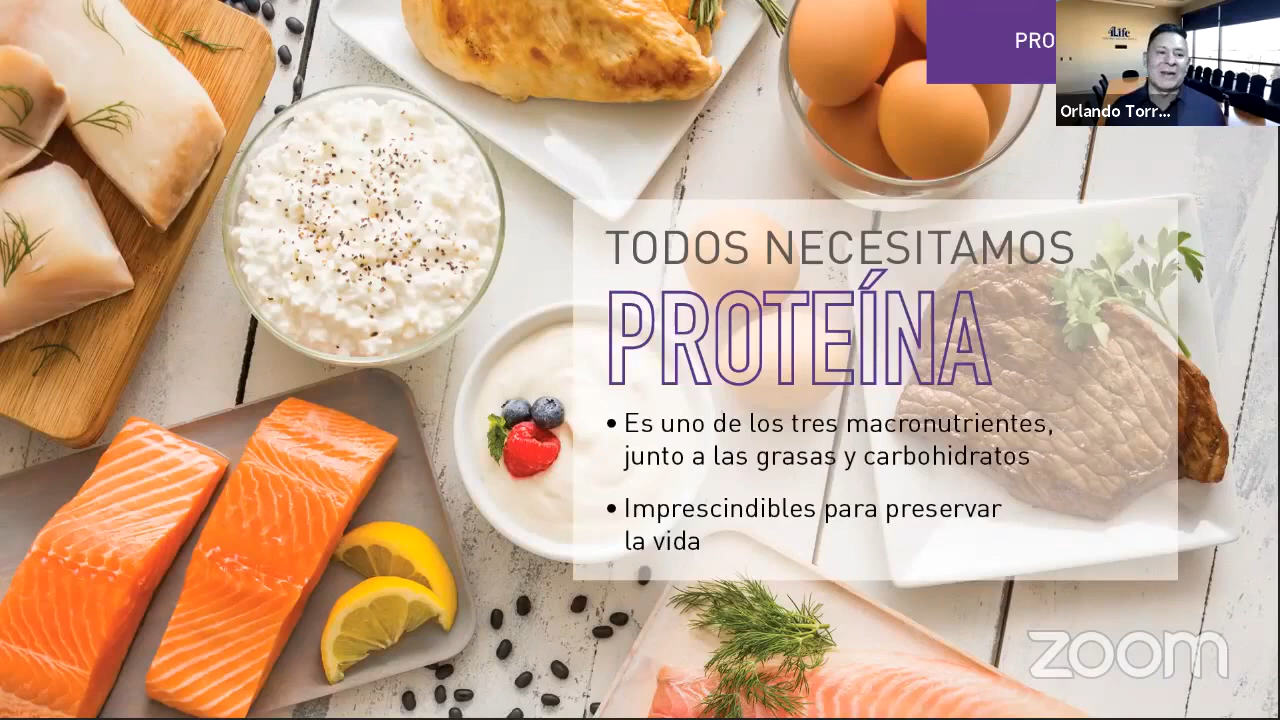 PRO
4Life
Orlando Torr...
TODOS NECESITAMOS
PROTEÍNA
• Es uno de los tres macronutrientes,
junto a las grasas y carbohidratos
• Imprescindibles para preservar
la vida
zoom